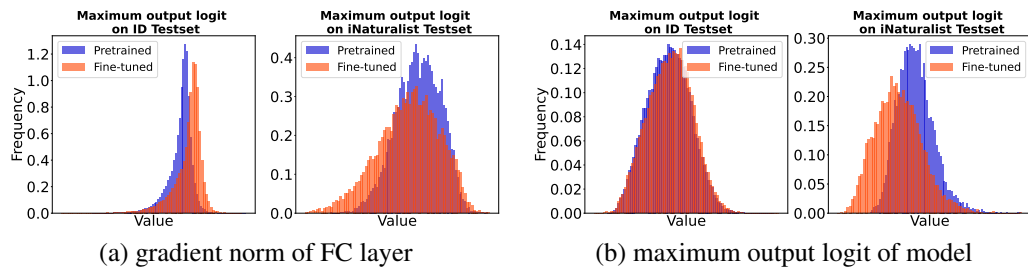 Maximum output logit
on ID Testset
Frequency
1.2
1.0
0.8
0.6
0.4
0.2
0.0
Pretrained
Fine-tuned
Value
Maximum output logit
on iNaturalist Testset
0.4
0.3
0.2
0.1
0.0
Pretrained
Fine-tuned
Value
(a) gradient norm of FC layer
Maximum output logit
on ID Testset
Frequency
0.14
0.12
0.10
0.08
0.06
0.04
0.02
0.00
Pretrained
Fine-tuned
Value
Maximum output logit
on iNaturalist Testset
0.30
0.25
0.20
0.15
0.10
0.05
0.00
Pretrained
Fine-tuned
Value
(b) maximum output logit of model